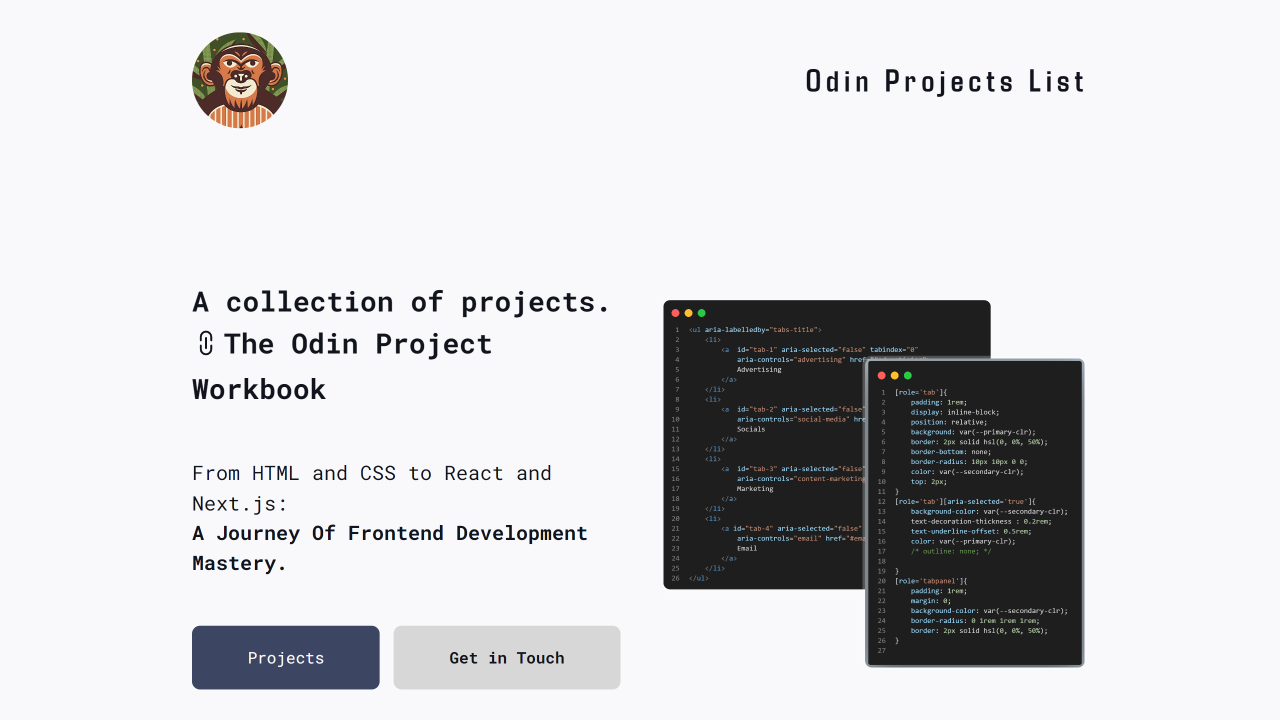 Odin Projects List
A collection of projects.
The Odin Project
Workbook
From HTML and CSS to React and
Next.js:
A Journey Of Frontend Development
Mastery.
Projects
Get in Touch
1 <ul aria-labelledby="tabs-title">
2 <li>
3 <a id="tab-1" aria-selected="false" tabindex="0"
4 aria-controls="advertising"
5 Advertising
6 </a>
7 </li>
8 <li>
9 <a id="tab-2" aria-selected="false"
10 aria-controls="social-media"
11 Socials
12 </a>
13 </li>
14 <li>
15 <a id="tab-3" aria-selected="false"
16 aria-controls="content-marketing
17 Marketing
18 </a>
19 </li>
20 <li>
21 <a id="tab-4" aria-selected="false"
22 aria-controls="email" href="#ema
23 Email
24 </a>
25 </li>
26 </ul>
1 [role='tab']{
2 padding: 1rem;
3 display: inline-block;
4 position: relative;
5 background: var(--primary-clr);
6 border: 2px solid hsl(0, 0%, 50%);
7 border-bottom: none;
8 border-radius: 10px 10px 0 0;
9 color: var(--secondary-clr);
10 top: 2px;
11 }
12 [role='tab'][aria-selected='true']{
13 background-color: var(--secondary-clr);
14 text-decoration-thickness : 0.2rem;
15 text-underline-offset: 0.5rem;
16 color: var(--primary-clr);
17 /* outline: none; */
18
19 }
20 [role='tabpanel']{
21 padding: 1rem;
22 margin: 0;
23 background-color: var(--secondary-clr);
24 border-radius: 0 1rem 1rem 1rem;
25 border: 2px solid hsl(0, 0%, 50%);
26 }
27